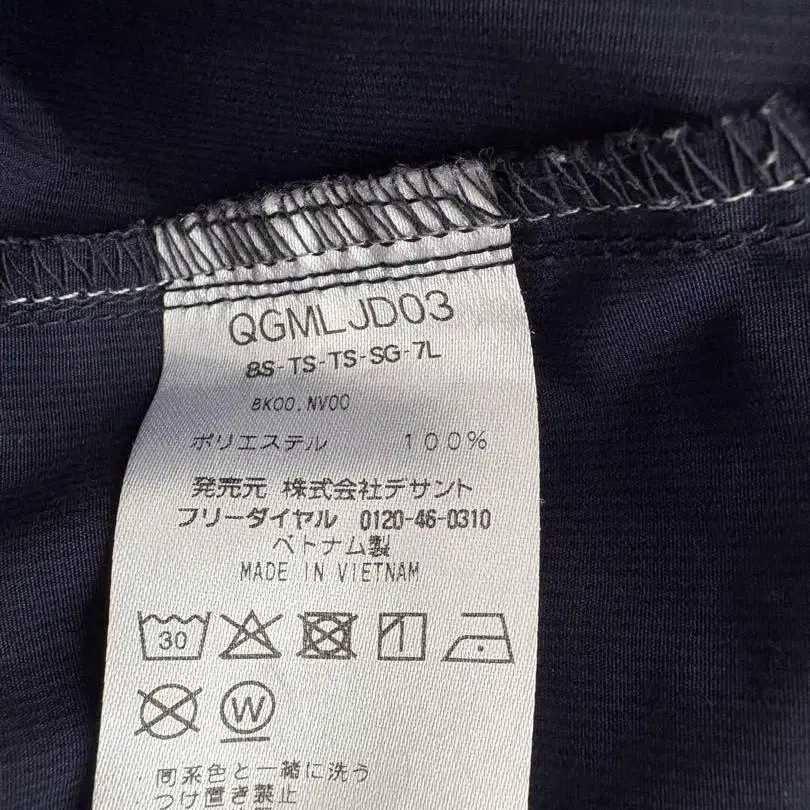 QGMLJD03
8S-TS-TS-SG-7L
BK00.NV00
ポリエステル 100%
発売元 株式会社デサント
フリーダイヤル 0120-46-0310
ベトナム製
MADE IN VIETNAM
30
W
・同系色と一緒に洗う
・つけ置き禁止